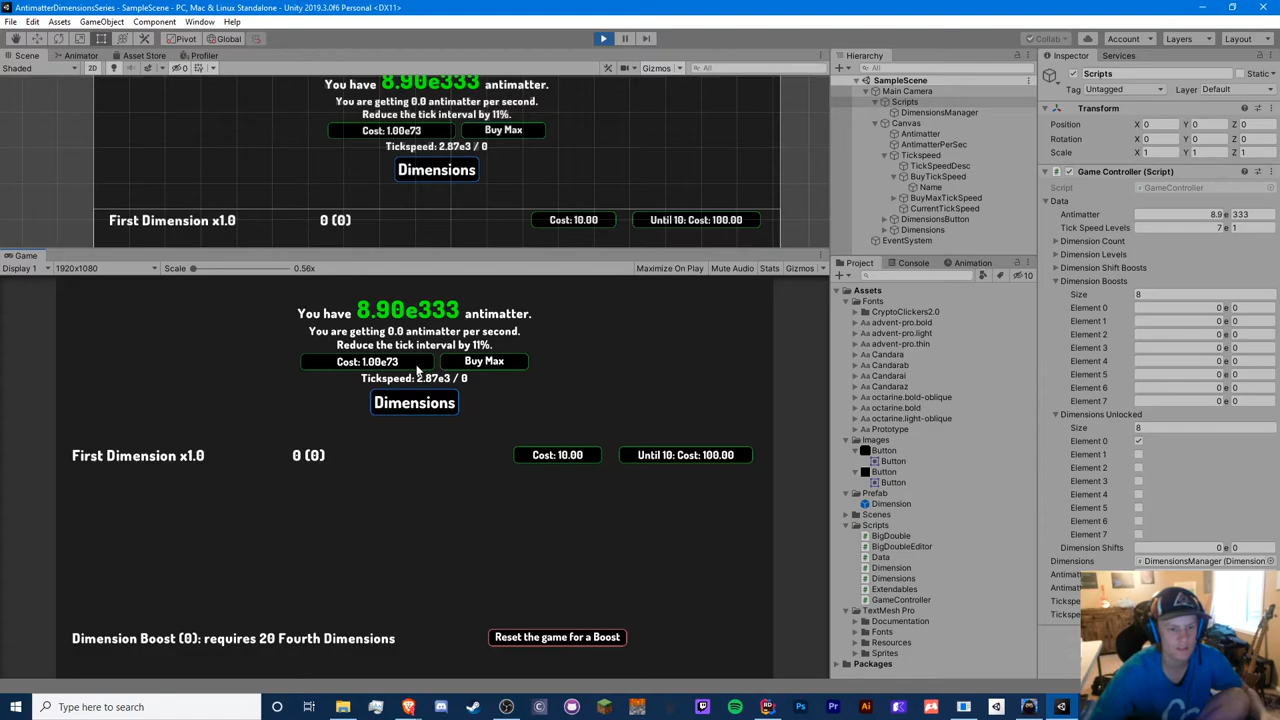 AntimatterDimensionsSeries - SampleScene - PC, Mac & Linux Standalone - Unity 2019.3.0f6 Personal <DX11>
File Edit Assets GameObject Component Window Help
Pivot Global Collab Account Layers Layout
Scene Animator Asset Store Profiler
Shaded 2D 0 Gizmos All
You have 8.90e333 antimatter.
You are getting 0.0 antimatter per second.
Reduce the tick interval by 11%.
Cost: 1.00e73 Buy Max
Tickspeed: 2.87e3 / 0
Dimensions
First Dimension x1.0 0 (0) Cost: 10.00 Until 10: Cost: 100.00
Game
Display 1 1920x1080 Scale 0.56x Maximize On Play Mute Audio Stats Gizmos
You have 8.90e333 antimatter.
You are getting 0.0 antimatter per second.
Reduce the tick interval by 11%.
Cost: 1.00e73 Buy Max
Tickspeed: 2.87e3 / 0
Dimensions
First Dimension x1.0 0 (0) Cost: 10.00 Until 10: Cost: 100.00
Dimension Boost (0): requires 20 Fourth Dimensions Reset the game for a Boost
Hierarchy
All
SampleScene
Main Camera
Scripts
DimensionsManager
Canvas
Antimatter
AntimatterPerSec
Tickspeed
TickSpeedDesc
BuyTickSpeed
Name
BuyMaxTickSpeed
CurrentTickSpeed
DimensionsButton
Dimensions
EventSystem
Project Console Animation
10
Assets
Fonts
CryptoClickers2.0
advent-pro.bold
advent-pro.light
advent-pro.thin
Candara
Candarab
Candarai
Candaraz
octarine.bold-oblique
octarine.bold
octarine.light-oblique
Prototype
Images
Button
Button
Button
Button
Prefab
Dimension
Scenes
Scripts
BigDouble
BigDoubleEditor
Data
Dimension
Dimensions
Extendables
GameController
TextMesh Pro
Documentation
Fonts
Resources
Sprites
Packages
Inspector Services
Scripts Static
Tag Untagged Layer Default
Transform
Position X 0 Y 0 Z 0
Rotation X 0 Y 0 Z 0
Scale X 1 Y 1 Z 1
Game Controller (Script)
Script GameController
Data
Antimatter 8.9 e 333
Tick Speed Levels 7 e 1
Dimension Count
Dimension Levels
Dimension Shift Boosts
Dimension Boosts
Size 8
Element 0 0 e 0
Element 1 0 e 0
Element 2 0 e 0
Element 3 0 e 0
Element 4 0 e 0
Element 5 0 e 0
Element 6 0 e 0
Element 7 0 e 0
Dimensions Unlocked
Size 8
Element 0
Element 1
Element 2
Element 3
Element 4
Element 5
Element 6
Element 7
Dimension Shifts 0 e 0
Dimensions DimensionsManager (Dimension
Type here to search